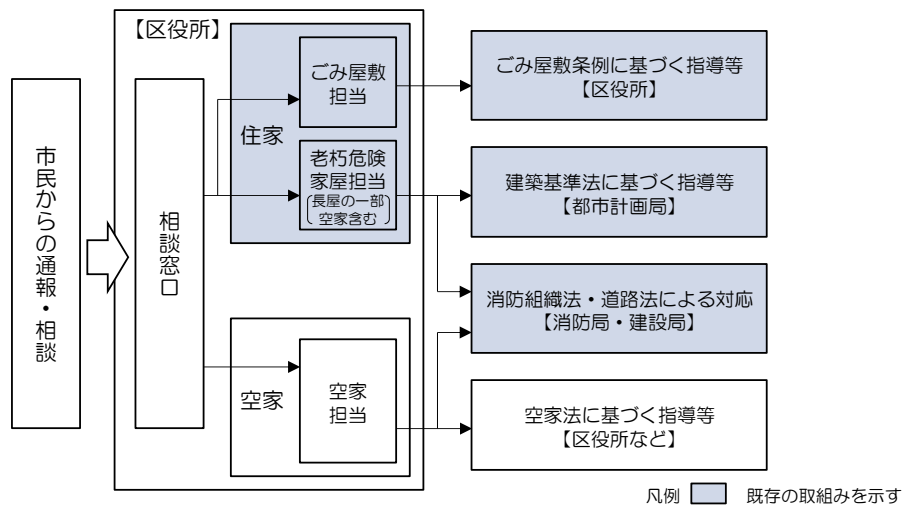 【区役所】
市民からの通報・相談
相談窓口
住家
ごみ屋敷
担当
老朽危険
家屋担当
長屋の一部
空家含む
空家
空家
担当
ごみ屋敷条例に基づく指導等
【区役所】
建築基準法に基づく指導等
【都市計画局】
消防組織法・道路法による対応
【消防局・建設局】
空家法に基づく指導等
【区役所など】
凡例 既存の取組みを示す